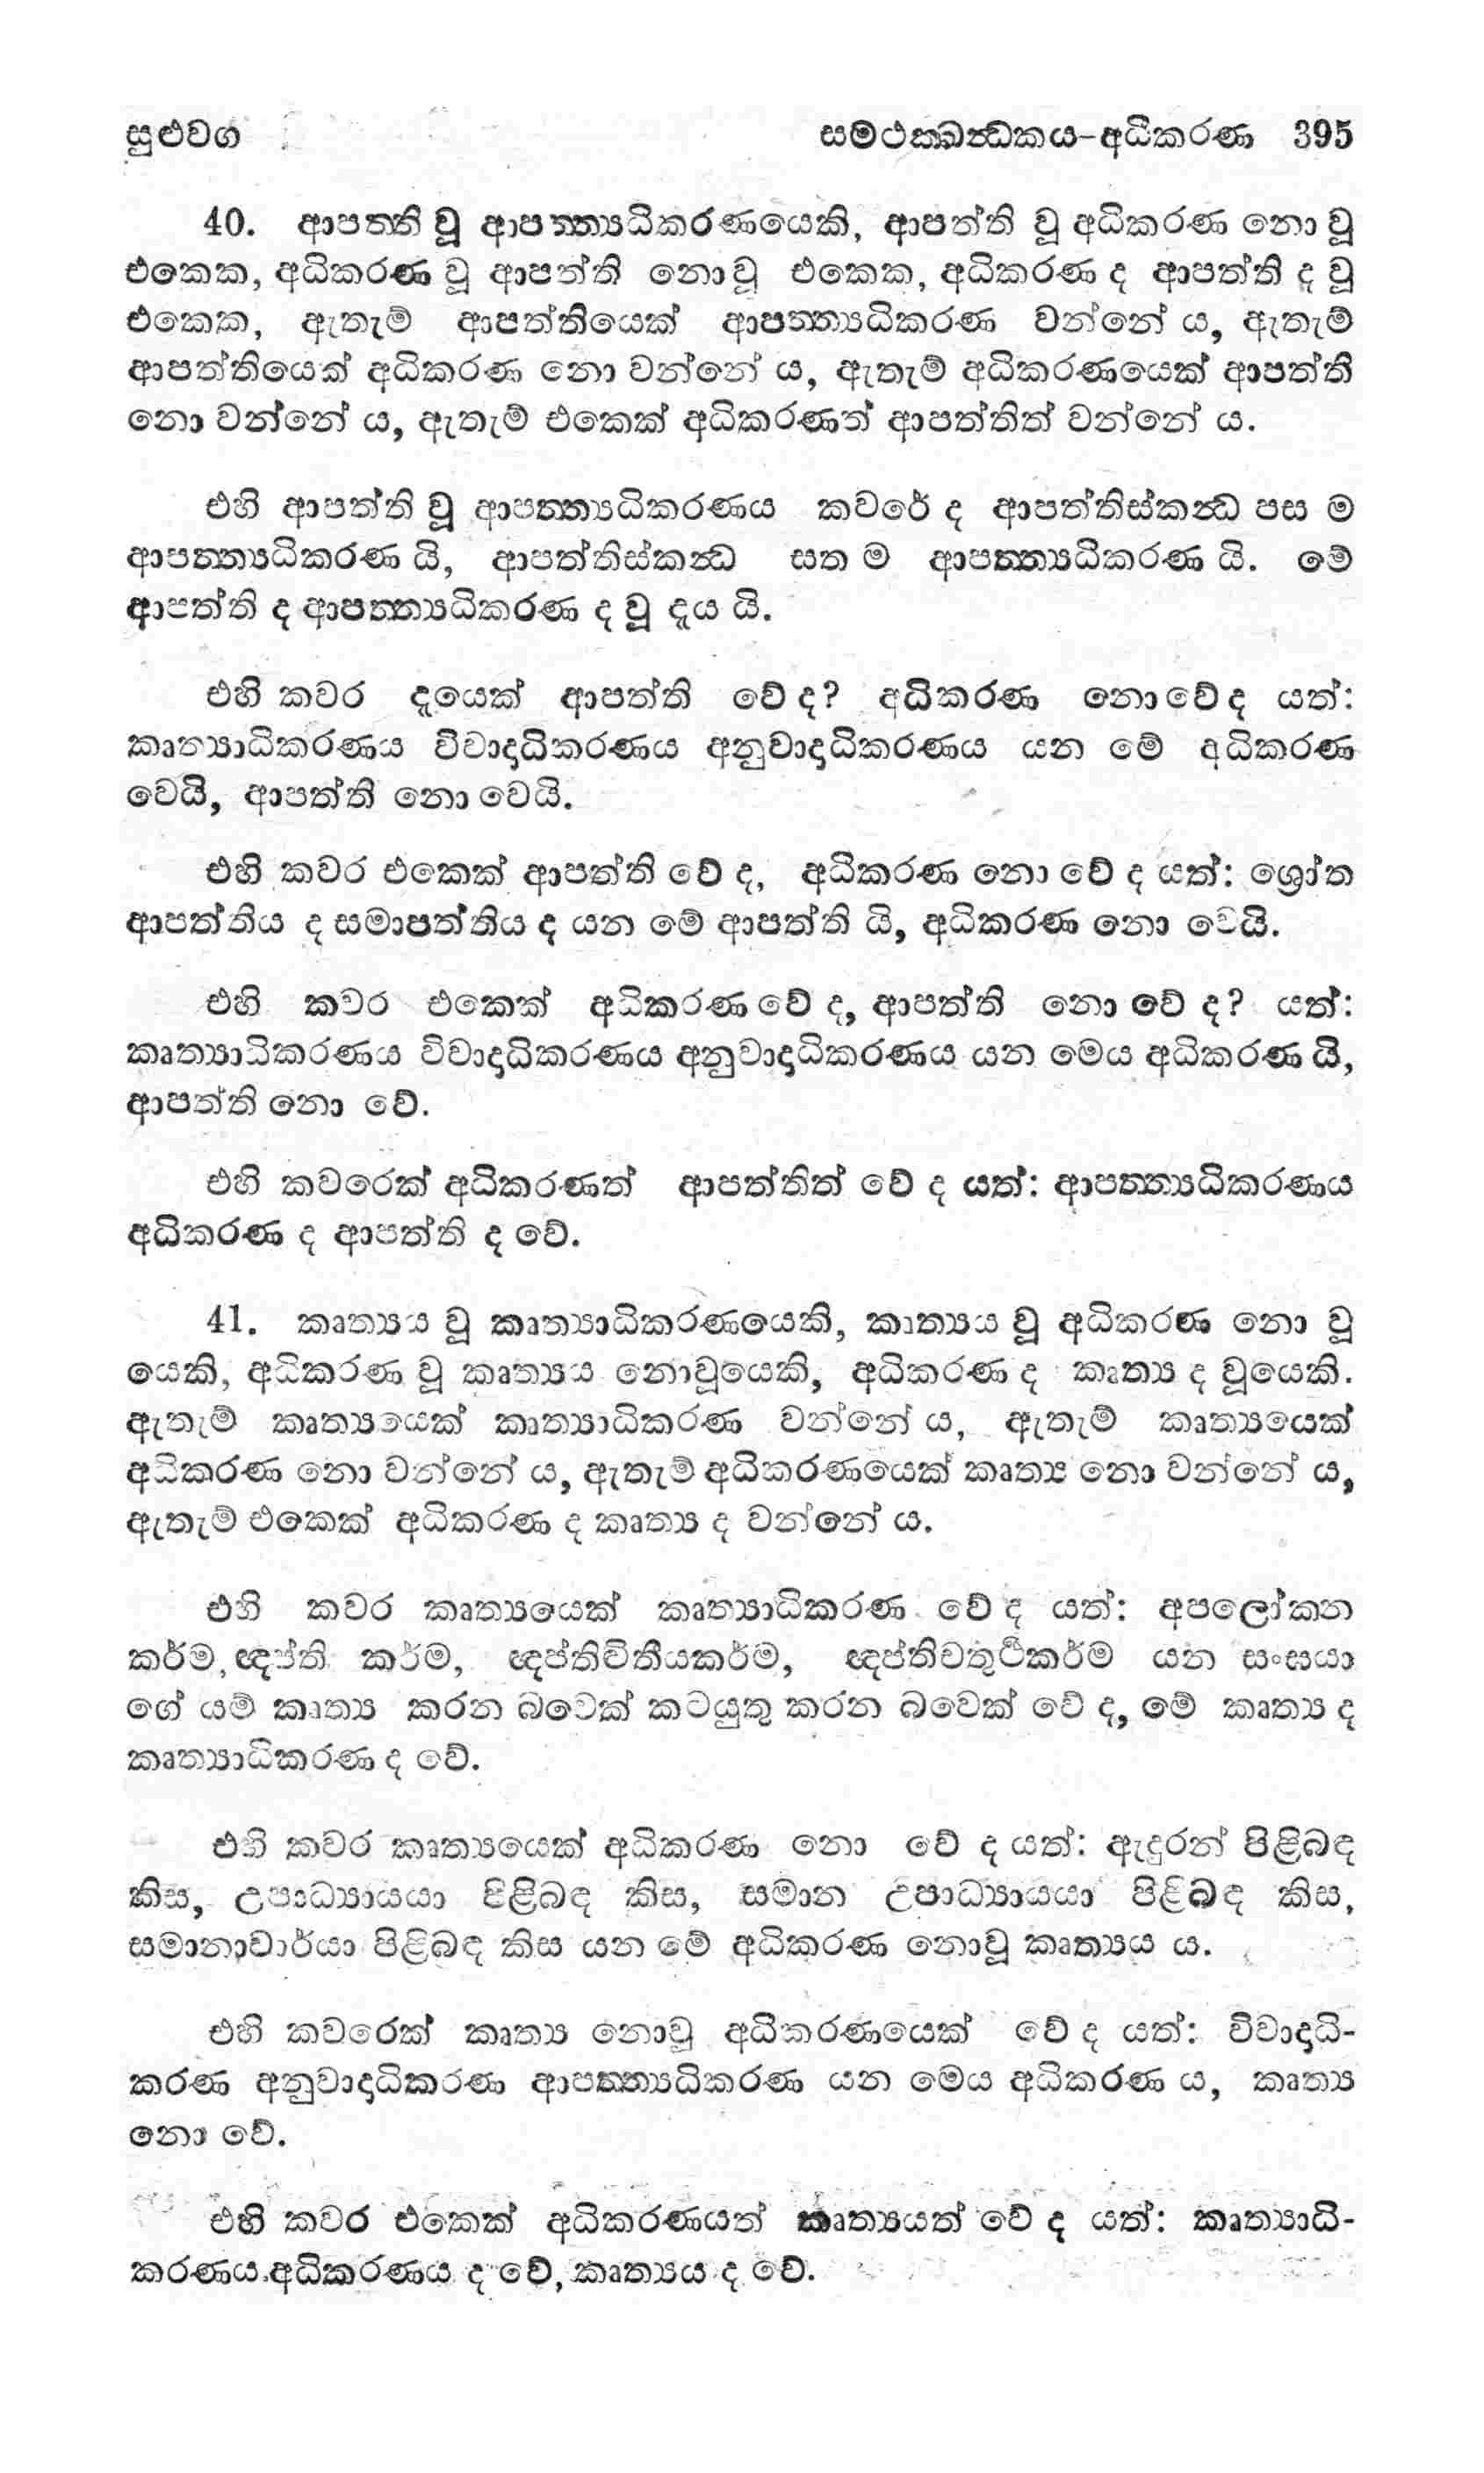 සුළුවග සමථක්ඛන්ධකය-අධිකරණ 395
40. ආපත්ති වූ ආපත්ත්‍යධිකරණයෙකි, ආපත්ති වූ අධිකරණ නො වූ
එකෙක, අධිකරණ වූ ආපත්ති නොවූ එකෙක, අධිකරණ ද ආපත්ති ද වූ
එකෙක, ඇතැම් ආපත්තියෙක් ආපත්ත්‍යධිකරණ වන්නේ ය, ඇතැම්
ආපත්තියෙක් අධිකරණ නො වන්නේ ය, ඇතැම් අධිකරණයෙක් ආපත්ති
නො වන්නේ ය, ඇතැම් එකෙක් අධිකරණත් ආපත්තිත් වන්නේ ය.
එහි ආපත්ති වූ ආපත්ත්‍යධිකරණය කවරේ ද ආපත්තිස්කන්ධ පස ම
ආපත්ත්‍යධිකරණ යි, ආපත්තිස්කන්ධ සත ම ආපත්ත්‍යධිකරණ යි. මේ
ආපත්ති ද ආපත්ත්‍යධිකරණ ද වූ දැය යි.
එහි කවර දැයෙක් ආපත්ති වේ ද? අධිකරණ නොවේද යත්:
කෘත්‍යාධිකරණය විවාදාධිකරණය අනුවාදාධිකරණය යන මේ අධිකරණ
වෙයි, ආපත්ති නො වෙයි.
එහි කවර එකෙක් ආපත්ති වේ ද, අධිකරණ නො වේ ද යත්: ශ්‍රෝත
ආපත්තිය ද සමාපත්තිය ද යන මේ ආපත්ති යි, අධිකරණ නො වෙයි.
එහි කවර එකෙක් අධිකරණ වේ ද, ආපත්ති නො වේ ද? යත්:
කෘත්‍යාධිකරණය විවාදාධිකරණය අනුවාදාධිකරණය යන මෙය අධිකරණ යි,
ආපත්ති නො වේ.
එහි කවරෙක් අධිකරණත් ආපත්තිත් වේ ද යත්: ආපත්ත්‍යධිකරණය
අධිකරණ ද ආපත්ති ද වේ.
41. කෘත්‍යය වූ කෘත්‍යාධිකරණයෙකි, කෘත්‍යය වූ අධිකරණ නො වූ
යෙකි, අධිකරණ වූ කෘත්‍යය නොවූයෙකි, අධිකරණ ද කෘත්‍ය ද වූයෙකි.
ඇතැම් කෘත්‍යයෙක් කෘත්‍යාධිකරණ වන්නේ ය, ඇතැම් කෘත්‍යයෙක්
අධිකරණ නො වන්නේ ය, ඇතැම් අධිකරණයෙක් කෘත්‍ය නො වන්නේ ය,
ඇතැම් එකෙක් අධිකරණ ද කෘත්‍ය ද වන්නේ ය.
එහි කවර කෘත්‍යයෙක් කෘත්‍යාධිකරණ වේ ද යත්: අපලෝකන
කර්ම, ඥප්ති කර්ම, ඥප්තිද්විතීයකර්ම, ඥප්තිචතුර්ථකර්ම යන සංඝයා
ගේ යම් කෘත්‍ය කරන බවෙක් කටයුතු කරන බවෙක් වේ ද, මේ කෘත්‍ය ද
කෘත්‍යාධිකරණ ද වේ.
එහි කවර කෘත්‍යයෙක් අධිකරණ නො වේ ද යත්: ඇදුරන් පිළිබඳ
කිස, උපාධ්‍යායයා පිළිබඳ කිස, සමාන උපාධ්‍යායයා පිළිබඳ කිස,
සමානාචාර්යා පිළිබඳ කිස යන මේ අධිකරණ නොවූ කෘත්‍යය ය.
එහි කවරෙක් කෘත්‍ය නොවූ අධිකරණයෙක් වේ ද යත්: විවාදාධි-
කරණ අනුවාදාධිකරණ ආපත්ත්‍යධිකරණ යන මෙය අධිකරණ ය, කෘත්‍ය
නො වේ.
එහි කවර එකෙක් අධිකරණයත් කෘත්‍යයත් වේ ද යත්: කෘත්‍යාධි-
කරණය අධිකරණය ද වේ, කෘත්‍යය ද වේ.